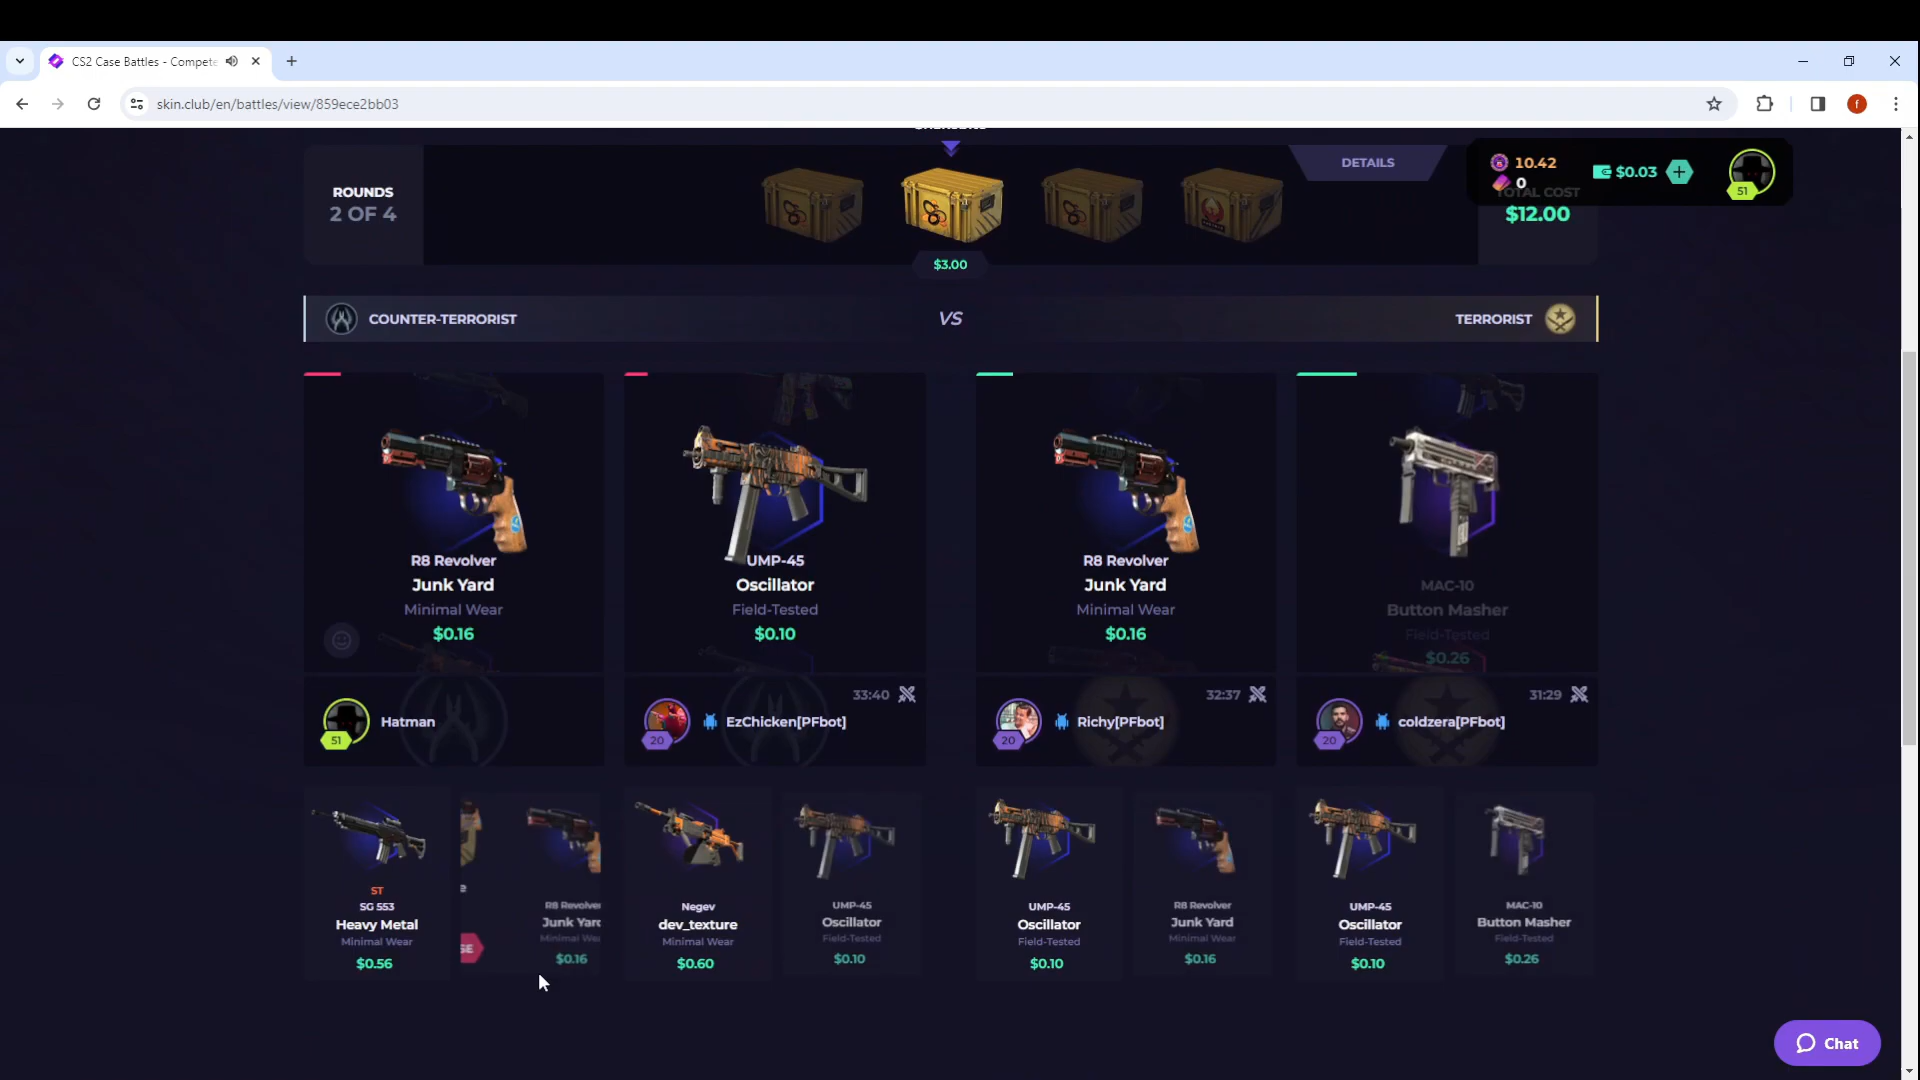 CS2 Case Battles - Compete
skin.club/en/battles/view/859ece2bb03
f
ROUNDS
2 OF 4
DETAILS
10.42
0
$0.03
51
TOTAL COST
$12.00
$3.00
COUNTER-TERRORIST
VS
TERRORIST
R8 Revolver
Junk Yard
Minimal Wear
$0.16
UMP-45
Oscillator
Field-Tested
$0.10
R8 Revolver
Junk Yard
Minimal Wear
$0.16
MAC-10
Button Masher
Field-Tested
$0.26
Hatman
51
33:40
EzChicken[PFbot]
20
32:37
Richy[PFbot]
20
31:29
coldzera[PFbot]
20
ST
SG 553
Heavy Metal
Minimal Wear
$0.56
R8 Revolver
Junk Yard
Minimal Wea
$0.16
Negev
dev_texture
Minimal Wear
$0.60
UMP-45
Oscillator
Field-Tested
$0.10
UMP-45
Oscillator
Field-Tested
$0.10
R8 Revolver
Junk Yard
Minimal Wear
$0.16
UMP-45
Oscillator
Field-Tested
$0.10
MAC-10
Button Masher
Field-Tested
$0.26
Chat